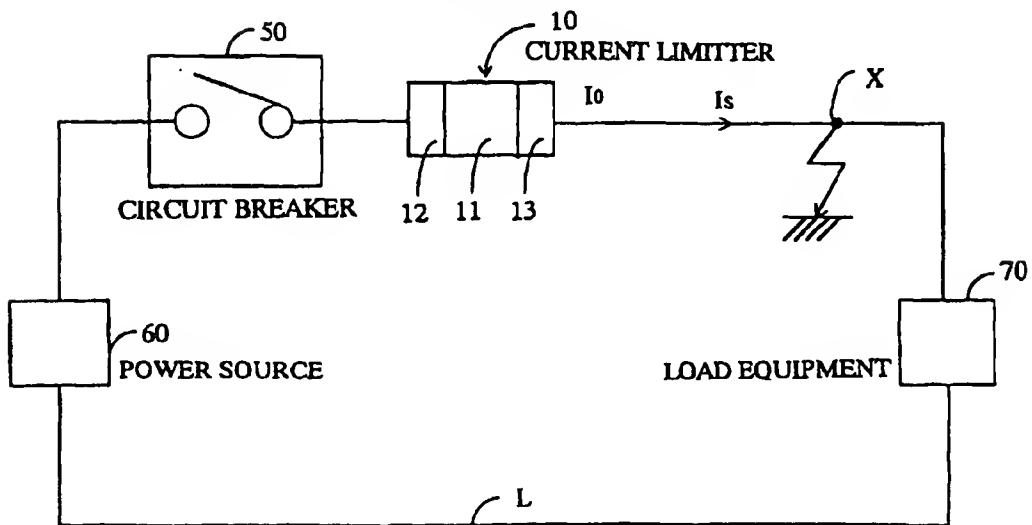 50
10
CURRENT LIMITTER
I0
Is
X
CIRCUIT BREAKER
12
11
13
70
60
POWER SOURCE
LOAD EQUIPMENT
L